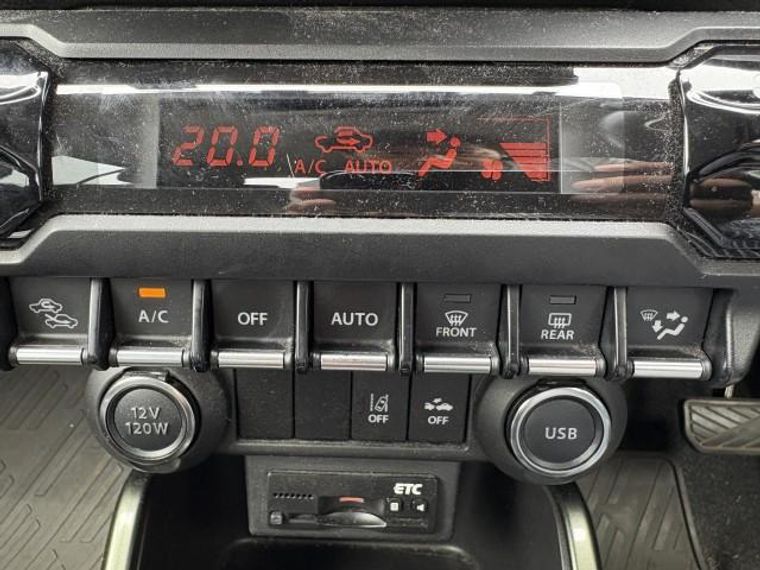 20.0
A/C AUTO
A/C
OFF
AUTO
FRONT
REAR
12V
120W
OFF
OFF
USB
ETC